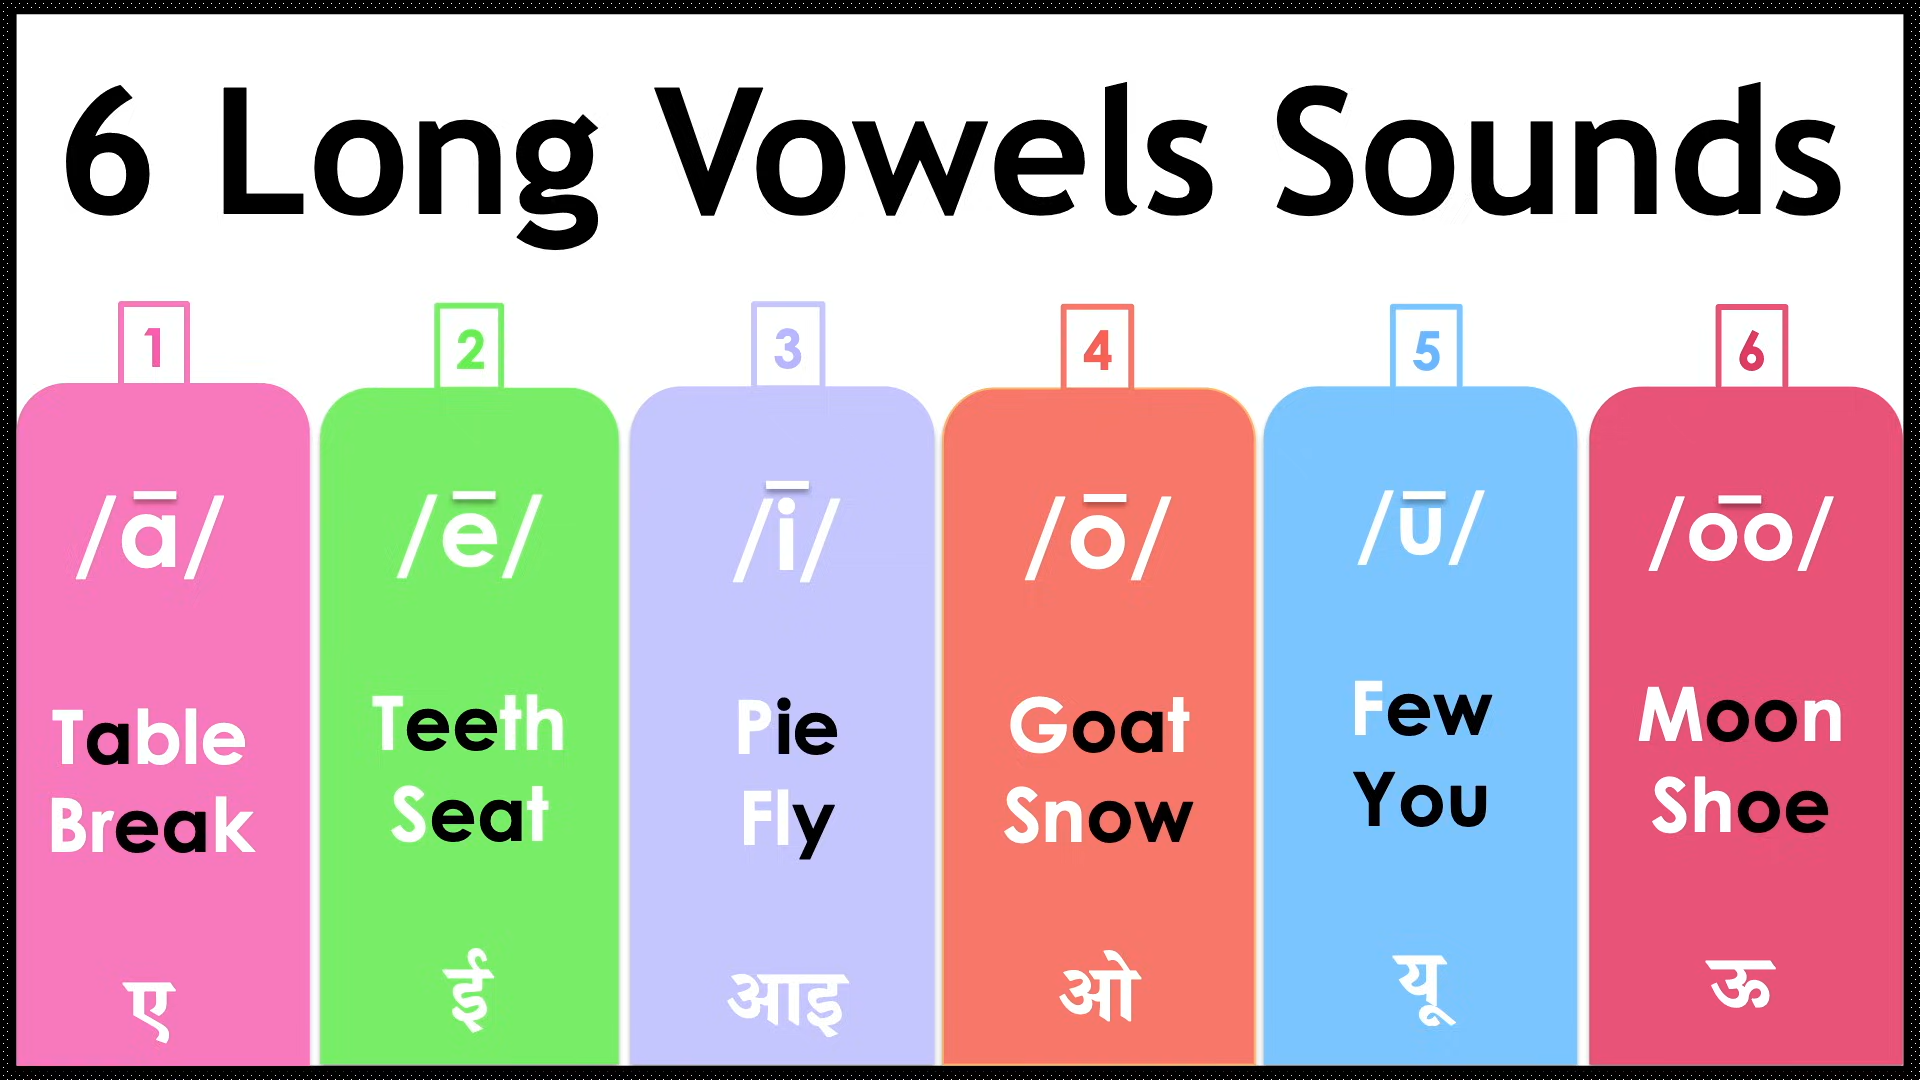 6 Long Vowels Sounds
1
/ā/
Table
Break
ए
2
/ē/
Teeth
Seat
ई
3
/ī/
Pie
Fly
आइ
4
/ō/
Goat
Snow
ओ
5
/ū/
Few
You
यू
6
/o͞o/
Moon
Shoe
ऊ